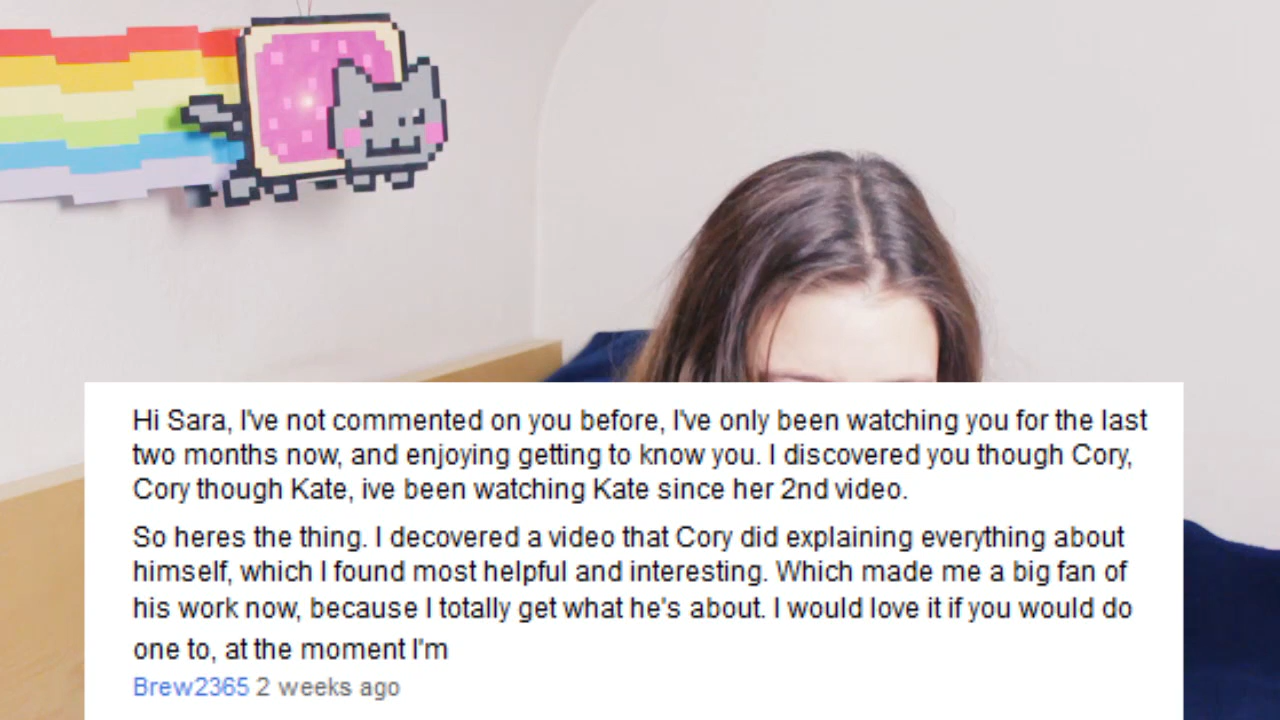 Hi Sara, I've not commented on you before, I've only been watching you for the last
two months now, and enjoying getting to know you. I discovered you though Cory,
Cory though Kate, ive been watching Kate since her 2nd video.
So heres the thing. I decovered a video that Cory did explaining everything about
himself, which I found most helpful and interesting. Which made me a big fan of
his work now, because I totally get what he's about. I would love it if you would do
one to, at the moment I'm
Brew2365 2 weeks ago